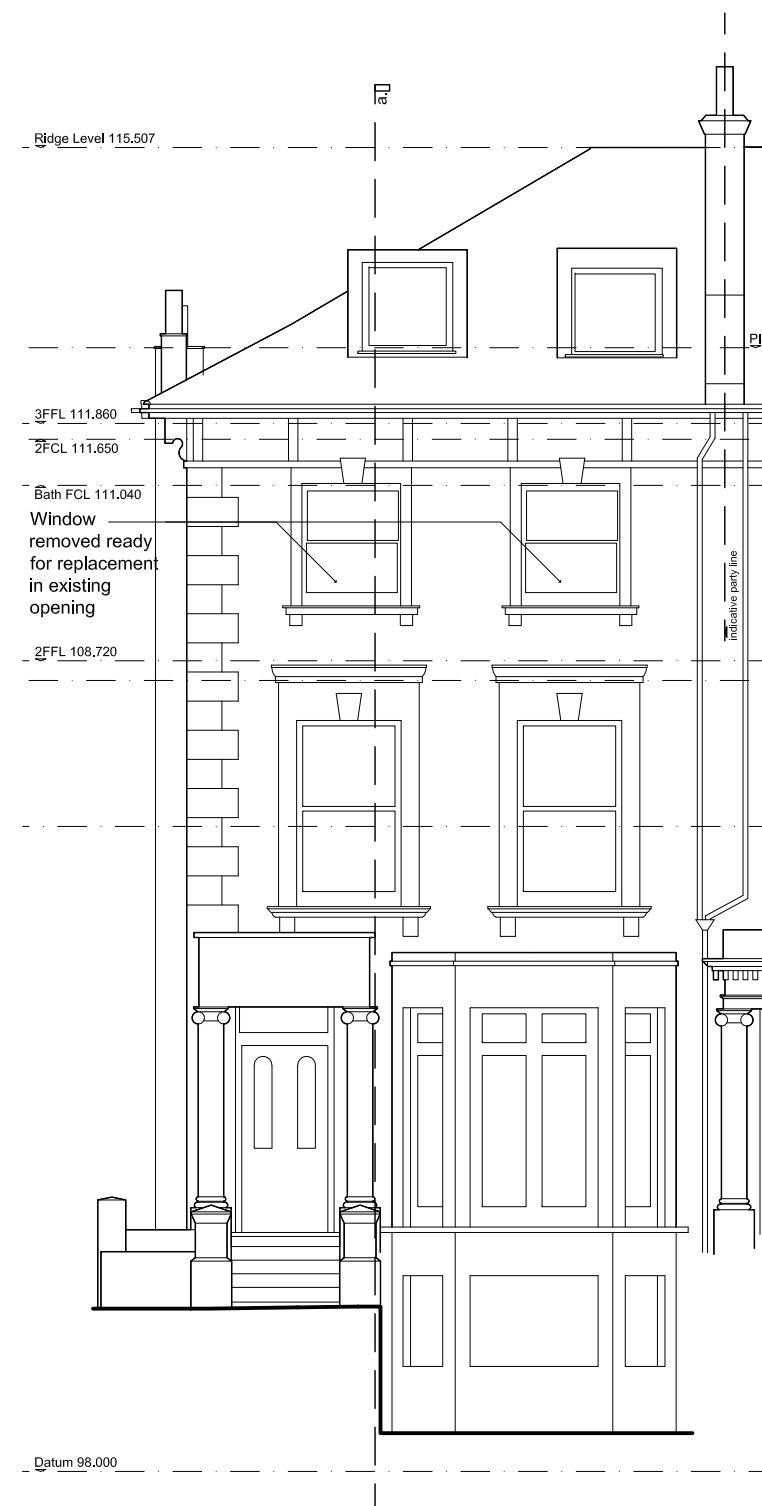 a.
Ridge Level 115.507
Pl
3FFL 111.860
2FCL 111.650
Bath FCL 111.040
Window
removed ready
for replacement
in existing
opening
indicative party line
2FFL 108.720
Datum 98.000